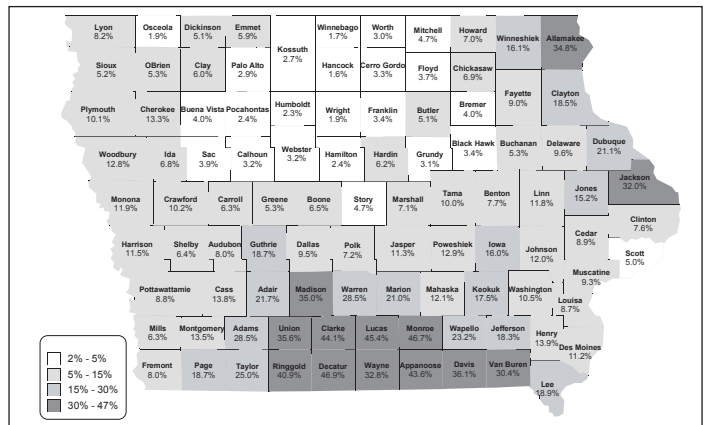 Lyon
8.2%
Osceola
1.9%
Dickinson
5.1%
Emmet
5.9%
Kossuth
2.7%
Winnebago
1.7%
Worth
3.0%
Mitchell
4.7%
Howard
7.0%
Winneshiek
16.1%
Allamakee
34.8%
Sioux
5.2%
OBrien
5.3%
Clay
6.0%
Palo Alto
2.9%
Hancock
1.6%
Cerro Gordo
3.3%
Floyd
3.7%
Chickasaw
6.9%
Fayette
9.0%
Clayton
18.5%
Plymouth
10.1%
Cherokee
13.3%
Buena Vista
4.0%
Pocahontas
2.4%
Humboldt
2.3%
Wright
1.9%
Franklin
3.4%
Butler
5.1%
Bremer
4.0%
Woodbury
12.8%
Ida
6.8%
Sac
3.9%
Calhoun
3.2%
Webster
3.2%
Hamilton
2.4%
Hardin
6.2%
Grundy
3.1%
Black Hawk
3.4%
Buchanan
5.3%
Delaware
9.6%
Dubuque
21.1%
Monona
11.9%
Crawford
10.2%
Carroll
6.3%
Greene
5.3%
Boone
6.5%
Story
4.7%
Marshall
7.1%
Tama
10.0%
Benton
7.7%
Linn
11.8%
Jones
15.2%
Jackson
32.0%
Clinton
7.6%
Harrison
11.5%
Shelby
6.4%
Audubon
8.0%
Guthrie
18.7%
Dallas
9.5%
Polk
7.2%
Jasper
11.3%
Poweshiek
12.9%
Iowa
16.0%
Johnson
12.0%
Cedar
8.9%
Scott
5.0%
Muscatine
9.3%
Pottawattamie
8.8%
Cass
13.8%
Adair
21.7%
Madison
35.0%
Warren
28.5%
Marion
21.0%
Mahaska
12.1%
Keokuk
17.5%
Washington
10.5%
Louisa
8.7%
Mills
6.3%
Montgomery
13.5%
Adams
28.5%
Union
35.6%
Clarke
44.1%
Lucas
45.4%
Monroe
46.7%
Wapello
23.2%
Jefferson
18.3%
Henry
13.9%
Des Moines
11.2%
Fremont
8.0%
Page
18.7%
Taylor
25.0%
Ringgold
40.9%
Decatur
46.9%
Wayne
32.8%
Appanoose
43.6%
Davis
36.1%
Van Buren
30.4%
Lee
18.9%
2% - 5%
5% - 15%
15% - 30%
30% - 47%